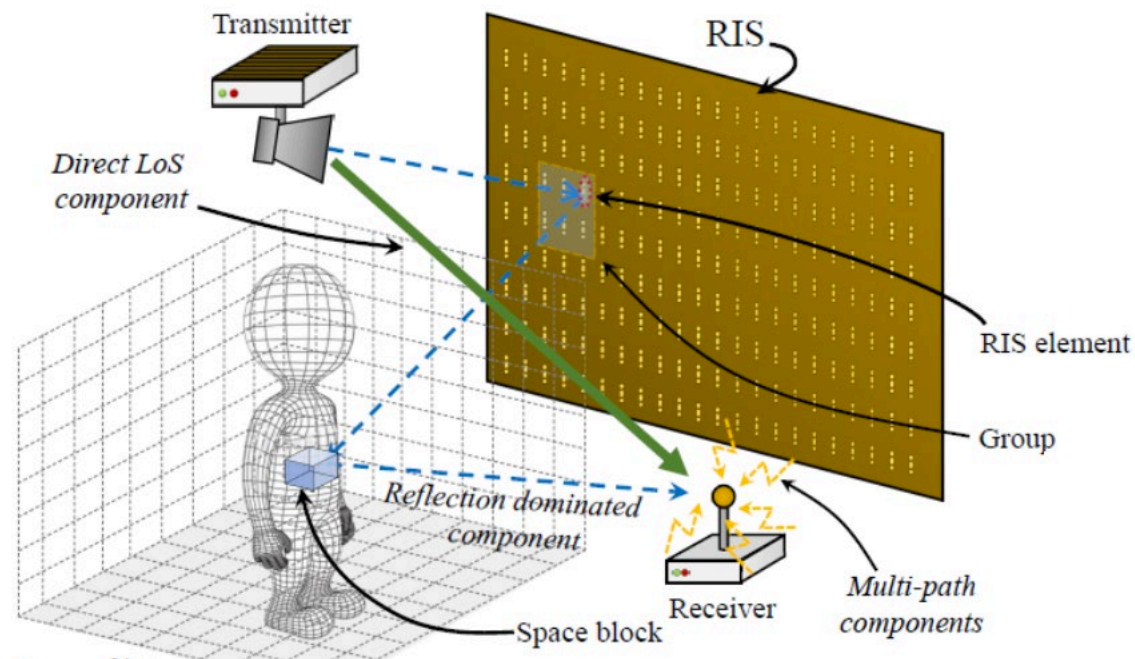 Transmitter
RIS
Direct LoS
component
RIS element
Group
Reflection dominated
component
Multi-path
components
Receiver
Space block